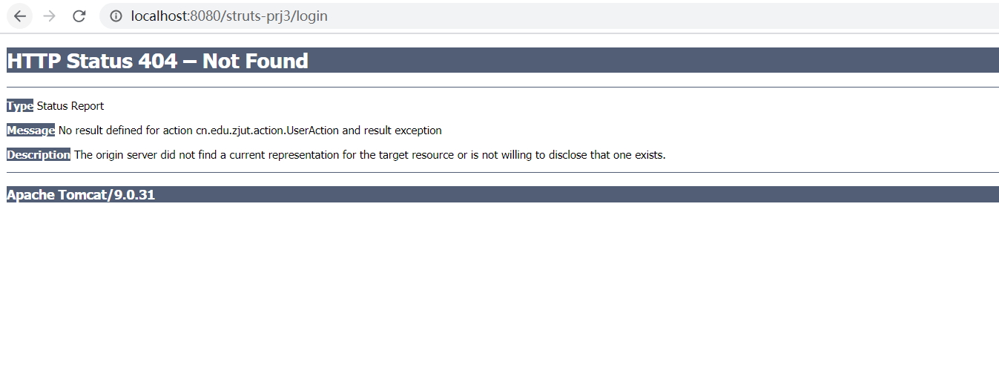 localhost:8080/struts-prj3/login
HTTP Status 404 – Not Found
Type Status Report
Message No result defined for action cn.edu.zjut.action.UserAction and result exception
Description The origin server did not find a current representation for the target resource or is not willing to disclose that one exists.
Apache Tomcat/9.0.31